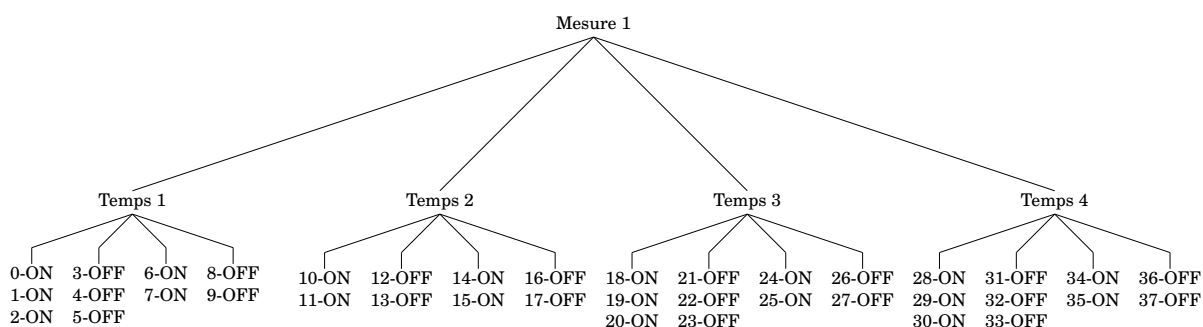 Mesure 1
Temps 1 Temps 2 Temps 3 Temps 4
0-ON 3-OFF 6-ON 8-OFF 10-ON 12-OFF 14-ON 16-OFF 18-ON 21-OFF 24-ON 26-OFF 28-ON 31-OFF 34-ON 36-OFF
1-ON 4-OFF 7-ON 9-OFF 11-ON 13-OFF 15-ON 17-OFF 19-ON 22-OFF 25-ON 27-OFF 29-ON 32-OFF 35-ON 37-OFF
2-ON 5-OFF 20-ON 23-OFF 30-ON 33-OFF